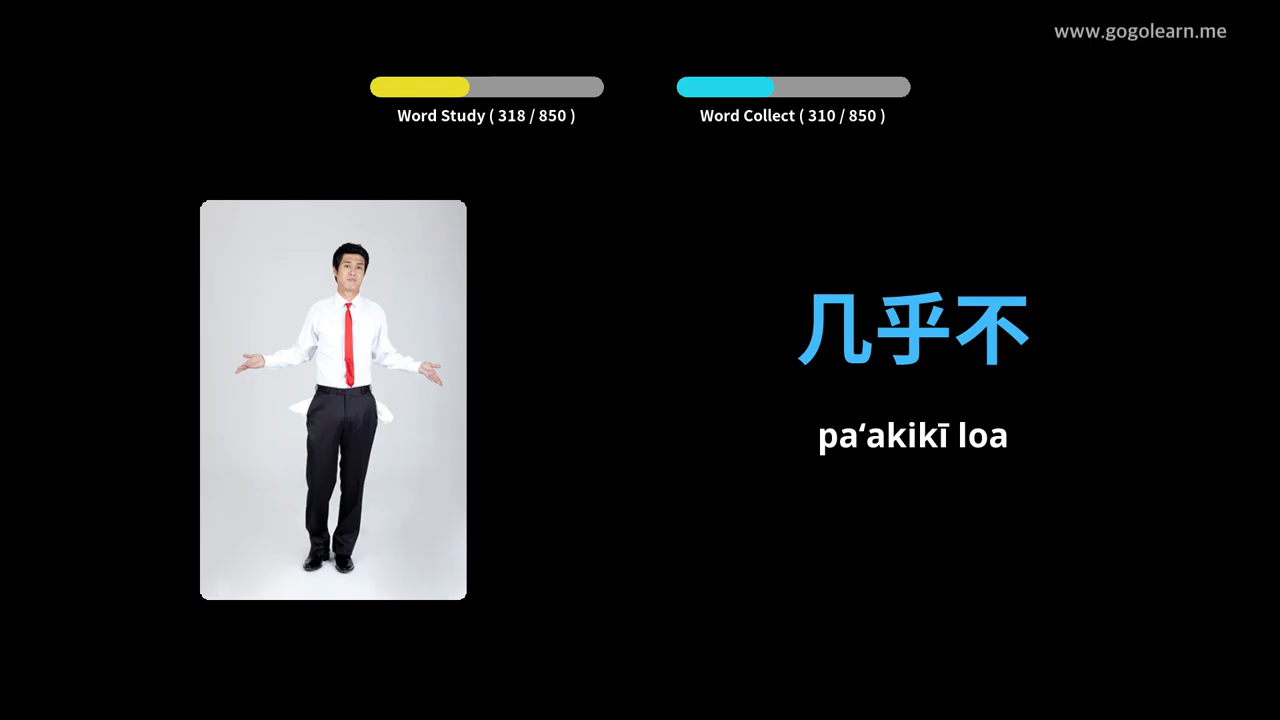 www.gogolearn.me
Word Study ( 318 / 850 )
Word Collect ( 310 / 850 )
几乎不
paʻakikī loa